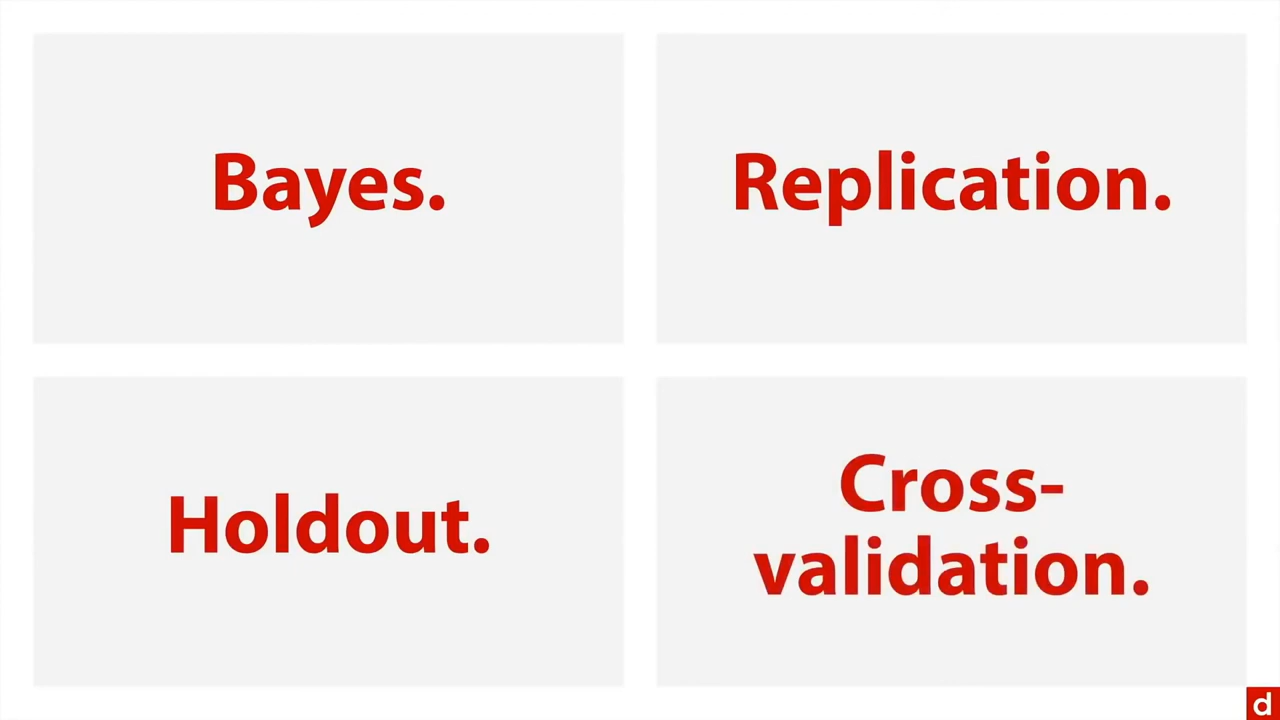 Bayes.
Replication.
Holdout.
Cross-
validation.
d